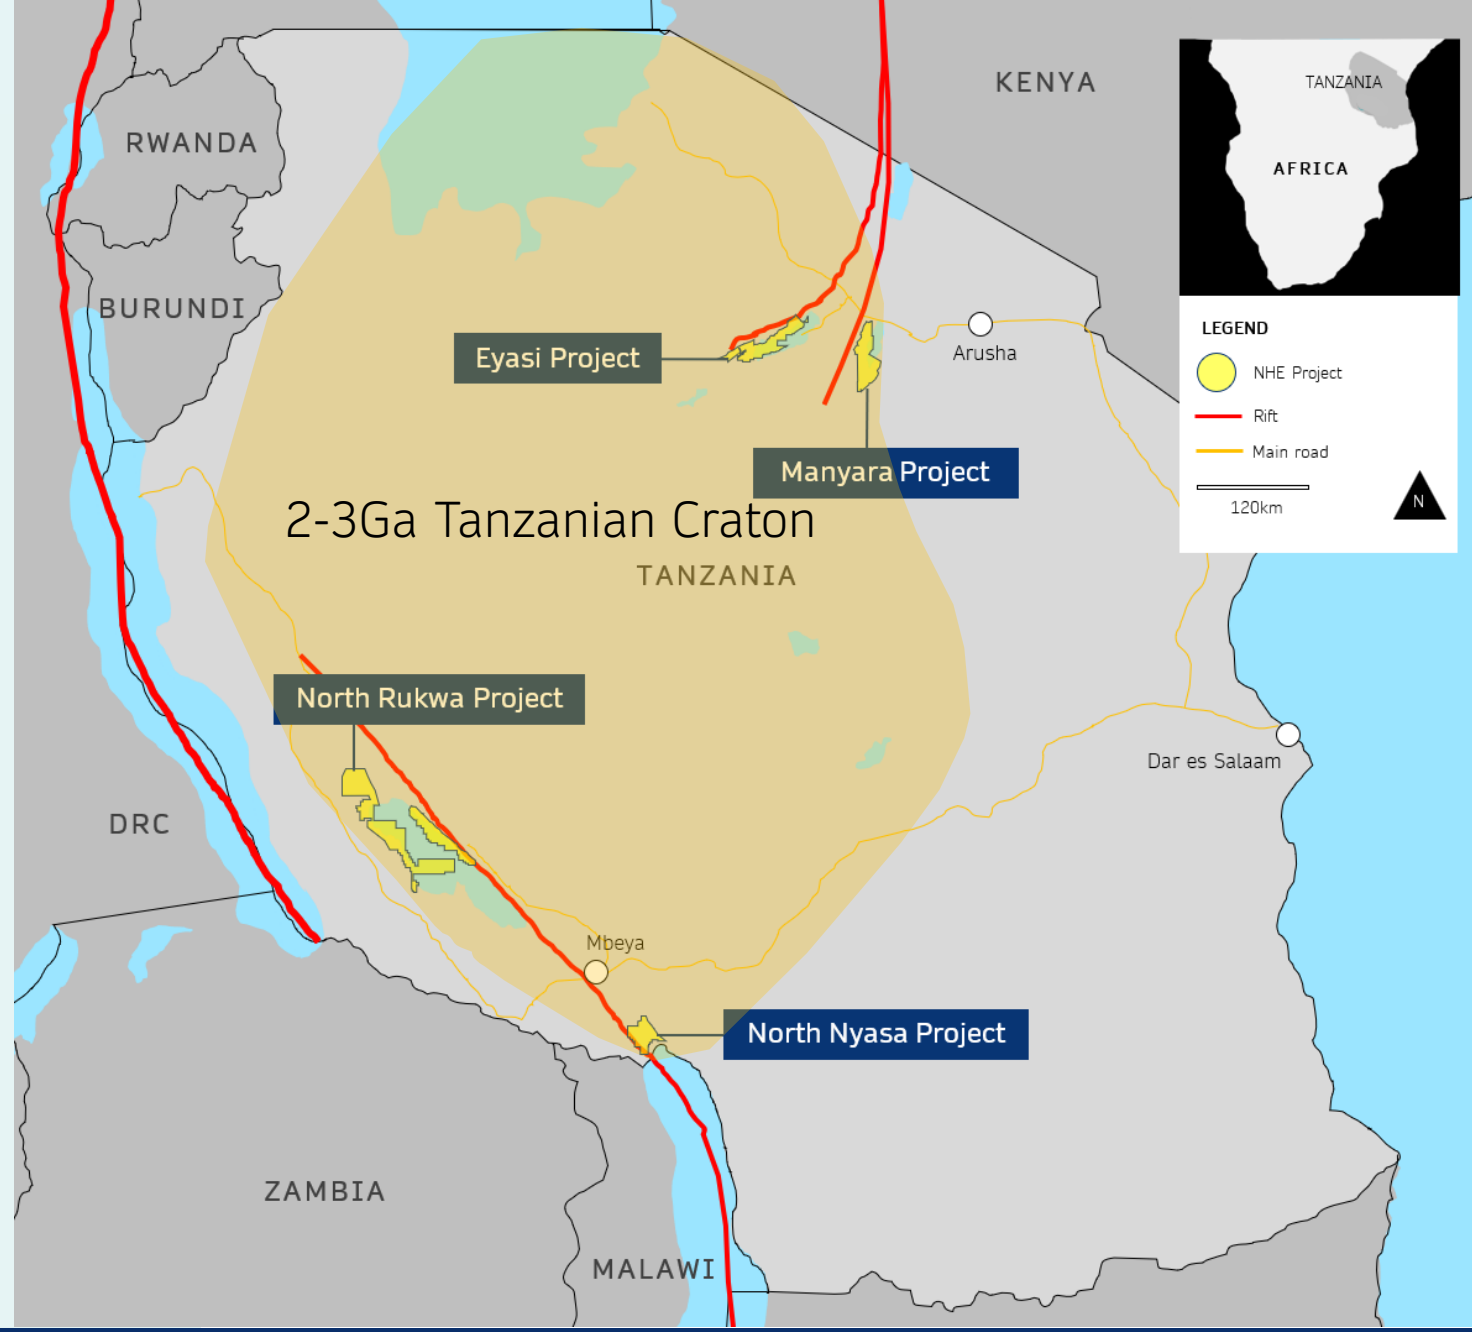 KENYA
TANZANIA
RWANDA
AFRICA
BURUNDI
LEGEND
NHE Project
Rift
Main road
120km
N
Arusha
Eyasi Project
Manyara Project
2-3Ga Tanzanian Craton
TANZANIA
North Rukwa Project
Dar es Salaam
DRC
Mbeya
North Nyasa Project
ZAMBIA
MALAWI